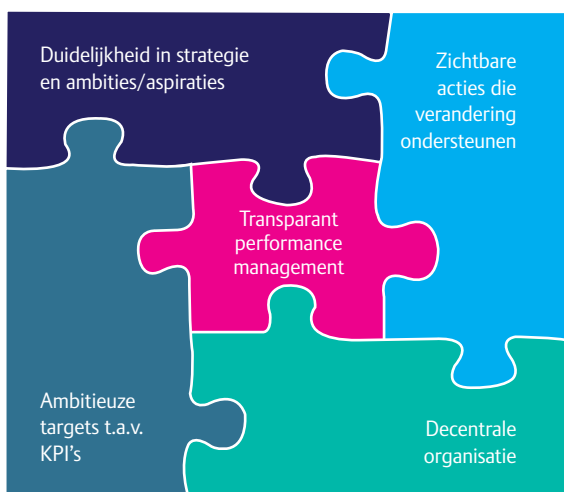 Duidelijkheid in strategie
en ambities/aspiraties
Zichtbare
acties die
verandering
ondersteunen
Transparant
performance
management
Ambitieuze
targets t.a.v.
KPI's
Decentrale
organisatie